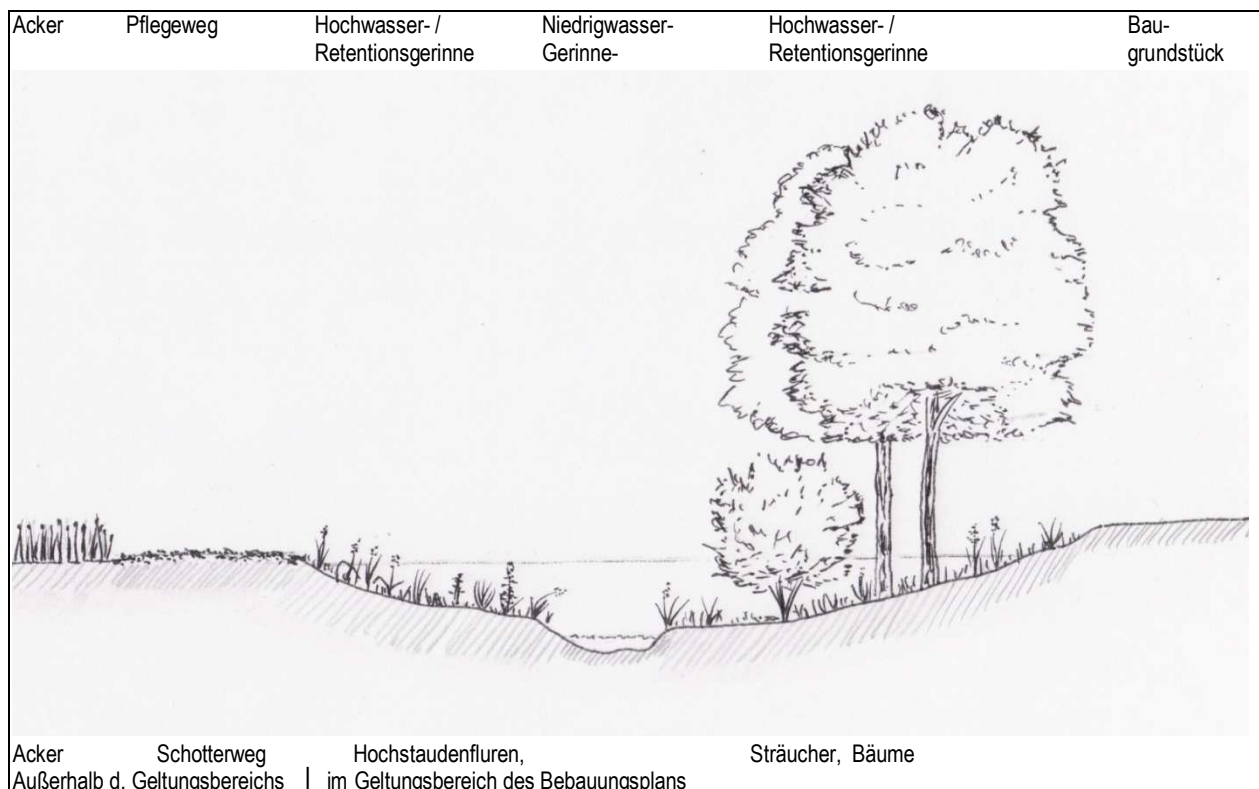 Acker Pflegeweg Hochwasser- / Niedrigwasser- Hochwasser- / Bau-
Retentionsgerinne Gerinne- Retentionsgerinne grundstück
Acker Schotterweg Hochstaudenfluren, Sträucher, Bäume
Außerhalb d. Geltungsbereichs | im Geltungsbereich des Bebauungsplans